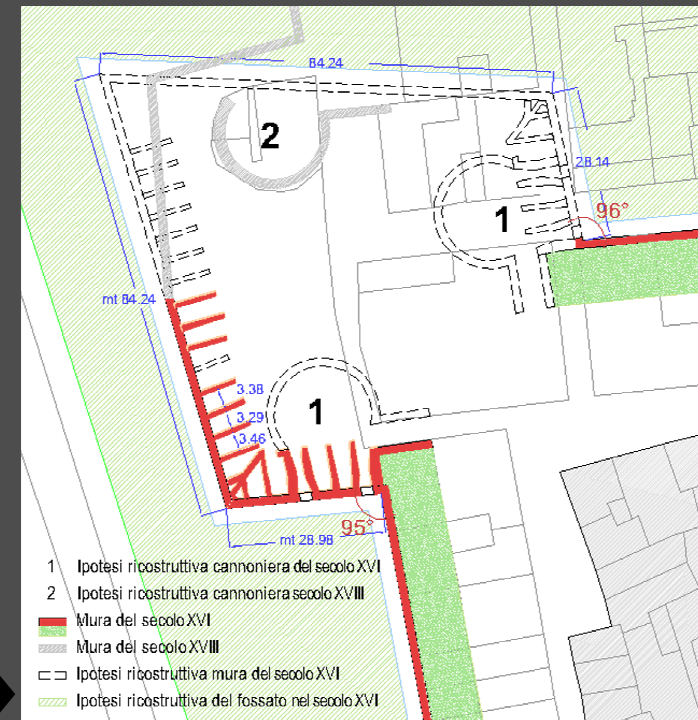 64.24
2
28.14
1
96°
mt 64.24
3.38
3.29
3.46
1
95°
mt 28.98
1 Ipotesi ricostruttiva cannoniera del secolo XVI
2 Ipotesi ricostruttiva cannoniera secolo XVIII
Mura del secolo XVI
Mura del secolo XVIII
Ipotesi ricostruttiva mura del secolo XVI
Ipotesi ricostruttiva del fossato nel secolo XVI